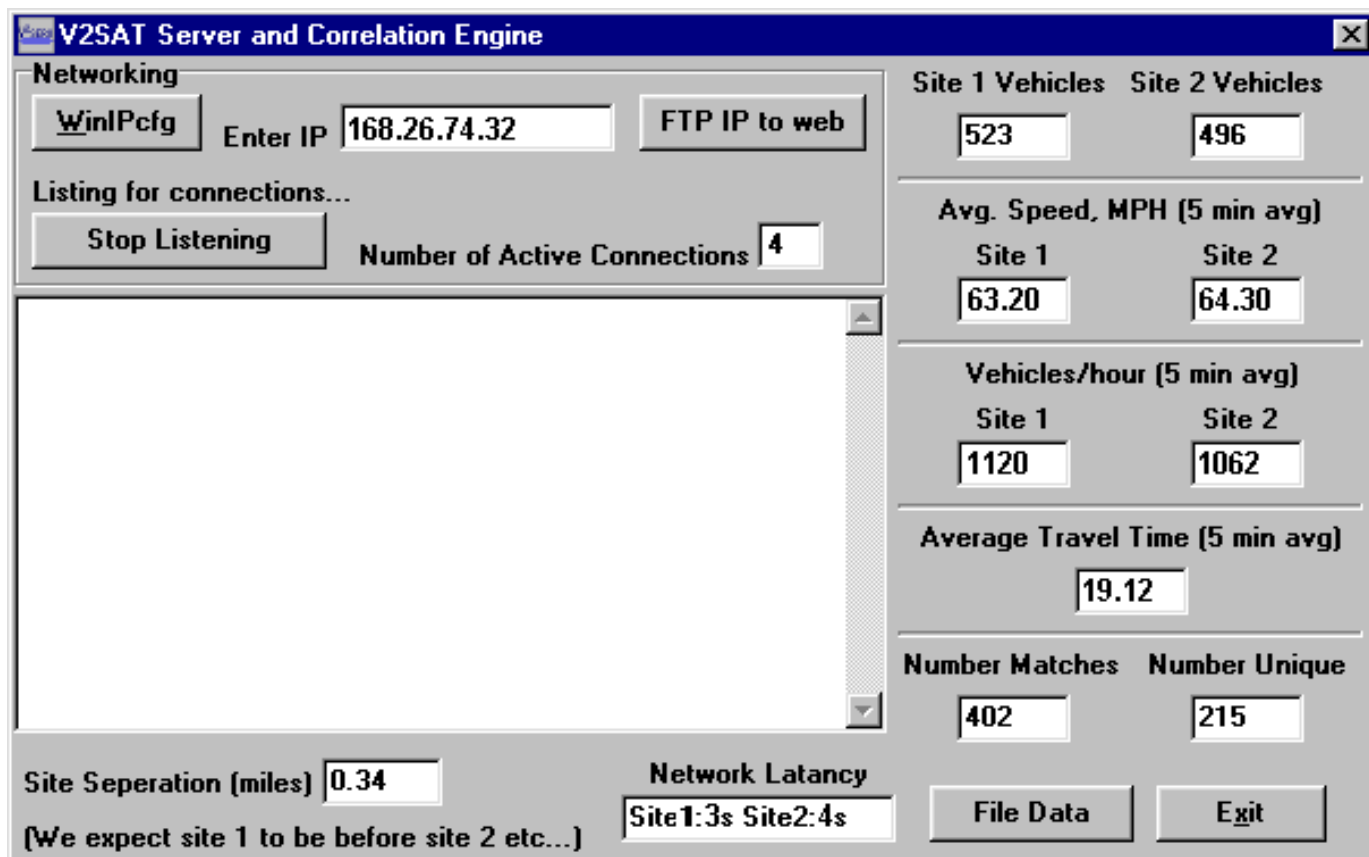 V2SAT Server and Correlation Engine
Networking
WinIPcfg
Enter IP 168.26.74.32
FTP IP to web
Listing for connections...
Stop Listening
Number of Active Connections 4
Site Seperation (miles) 0.34
(We expect site 1 to be before site 2 etc...)
Network Latancy
Site1:3s Site2:4s
Site 1 Vehicles Site 2 Vehicles
523 496
Avg. Speed, MPH (5 min avg)
Site 1 Site 2
63.20 64.30
Vehicles/hour (5 min avg)
Site 1 Site 2
1120 1062
Average Travel Time (5 min avg)
19.12
Number Matches Number Unique
402 215
File Data
Exit